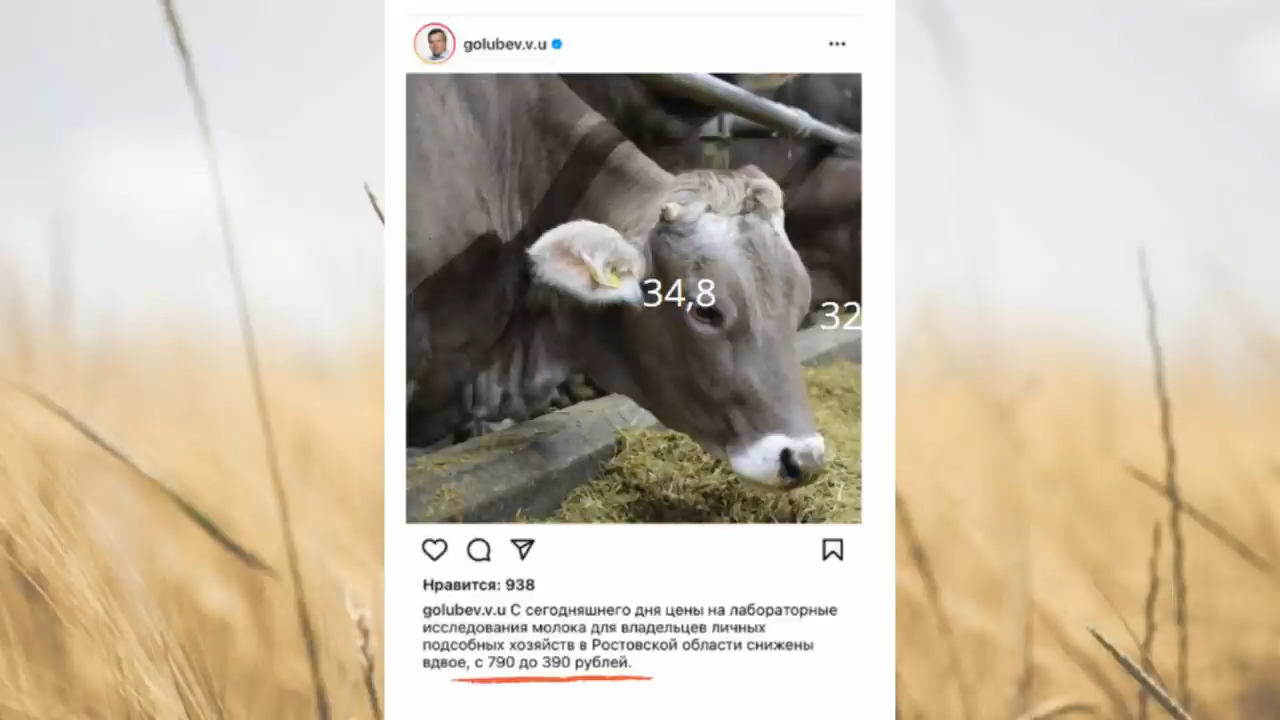 golubev.v.u
34,8
32
Нравится: 938
golubev.v.u С сегодняшнего дня цены на лабораторные
исследования молока для владельцев личных
подсобных хозяйств в Ростовской области снижены
вдвое, с 790 до 390 рублей.